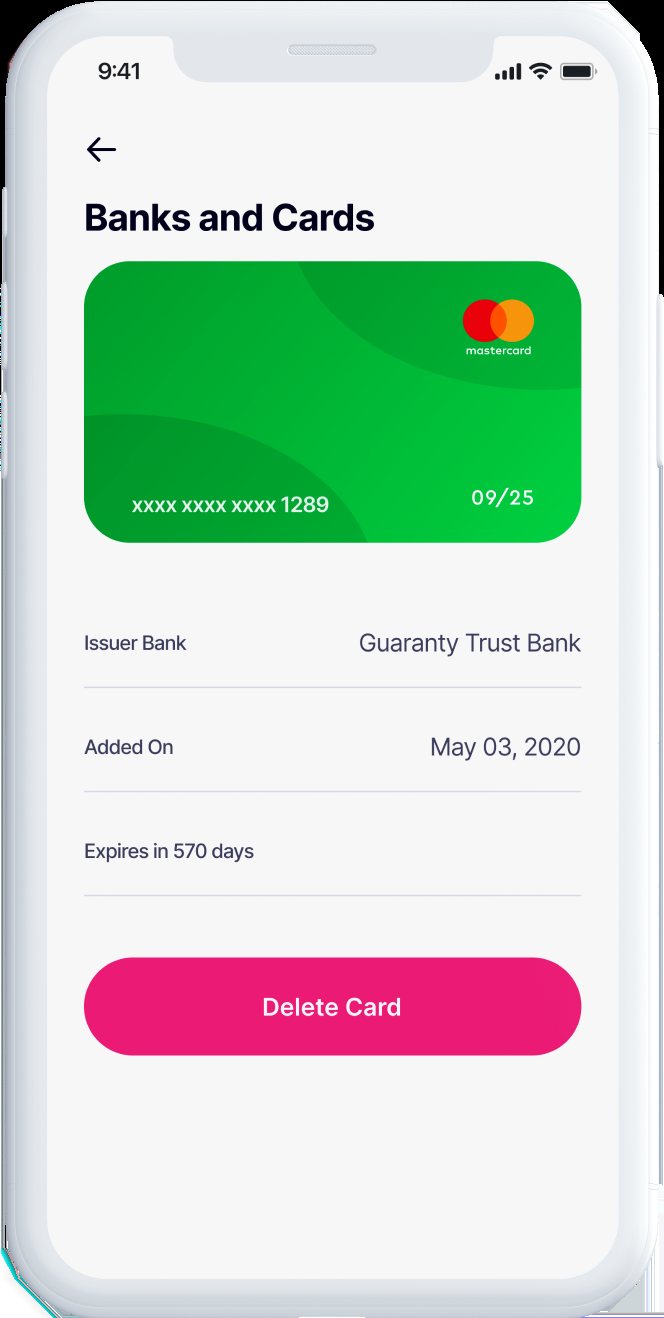 9:41
Banks and Cards
mastercard
xxxx xxxx xxxx 1289
09/25
Issuer Bank
Guaranty Trust Bank
Added On
May 03, 2020
Expires in 570 days
Delete Card